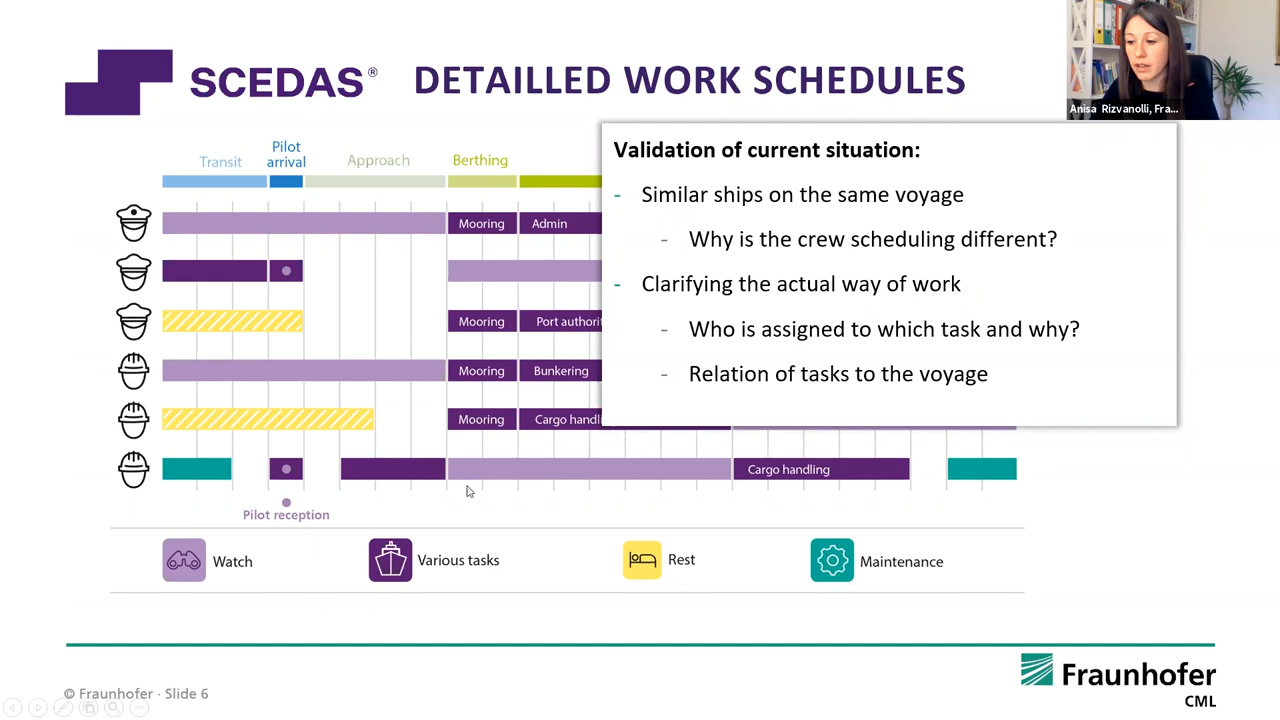 SCEDAS® DETAILLED WORK SCHEDULES
Anisa Rizvanolli, Fra...
Transit
Pilot
arrival
Approach
Berthing
Validation of current situation:
- Similar ships on the same voyage
- Why is the crew scheduling different?
- Clarifying the actual way of work
- Who is assigned to which task and why?
- Relation of tasks to the voyage
Mooring Admin
Mooring Port authorit
Mooring Bunkering
Mooring Cargo handli
Cargo handling
Pilot reception
Watch
Various tasks
Rest
Maintenance
Fraunhofer
CML
© Fraunhofer · Slide 6